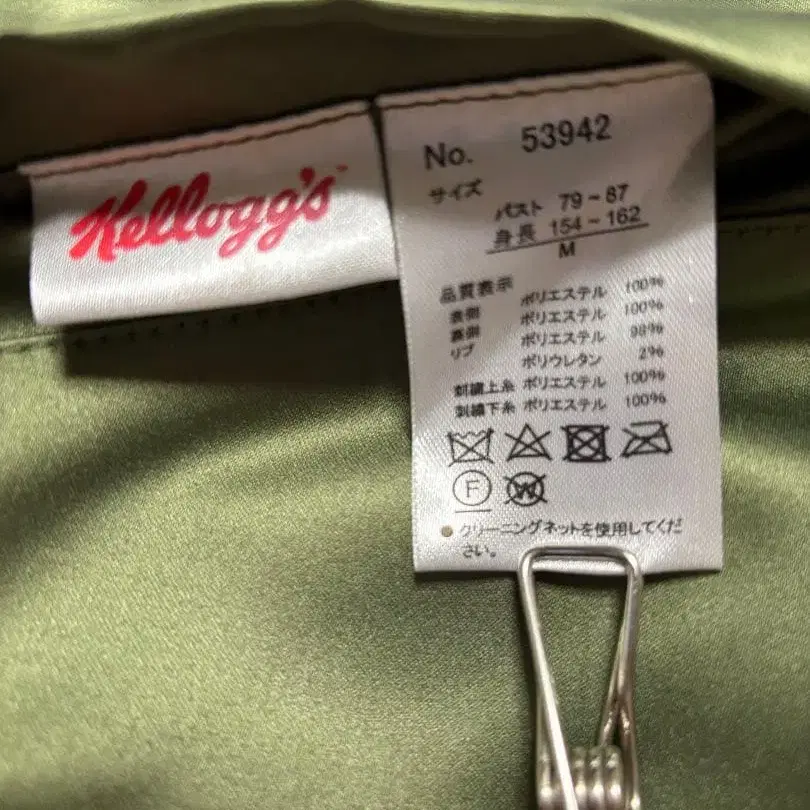 Kellogg's
No. 53942
サイズ
バスト 79~87
身長 154~162
M
品質表示
表側 ポリエステル 100%
裏側 ポリエステル 100%
リブ ポリエステル 98%
ポリウレタン 2%
刺繍上糸 ポリエステル 100%
刺繍下糸 ポリエステル 100%
F W
●クリーニングネットを使用してくだ
さい。